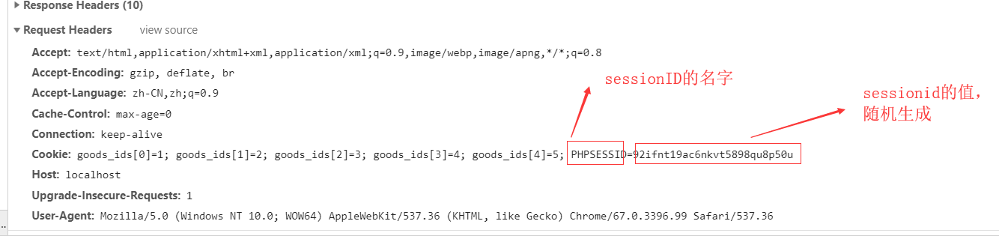 Response Headers (10)
Request Headers view source
Accept: text/html,application/xhtml+xml,application/xml;q=0.9,image/webp,image/apng,*/*;q=0.8
sessionID的名字
Accept-Encoding: gzip, deflate, br
Accept-Language: zh-CN,zh;q=0.9
sessionid的值，
随机生成
Cache-Control: max-age=0
Connection: keep-alive
Cookie: goods_ids[0]=1; goods_ids[1]=2; goods_ids[2]=3; goods_ids[3]=4; goods_ids[4]=5; PHPSESSID=92ifnt19ac6nkvt5898qu8p50u
Host: localhost
Upgrade-Insecure-Requests: 1
User-Agent: Mozilla/5.0 (Windows NT 10.0; WOW64) AppleWebKit/537.36 (KHTML, like Gecko) Chrome/67.0.3396.99 Safari/537.36
..